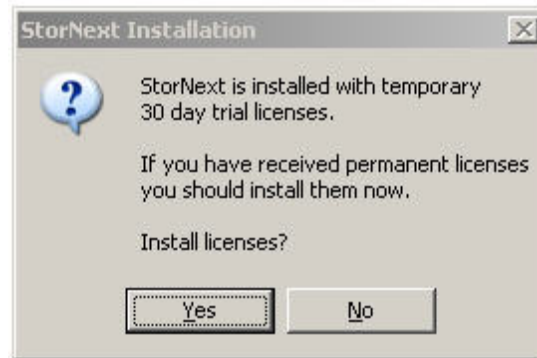 StorNext Installation
StorNext is installed with temporary
30 day trial licenses.
If you have received permanent licenses
you should install them now.
Install licenses?
Yes
No